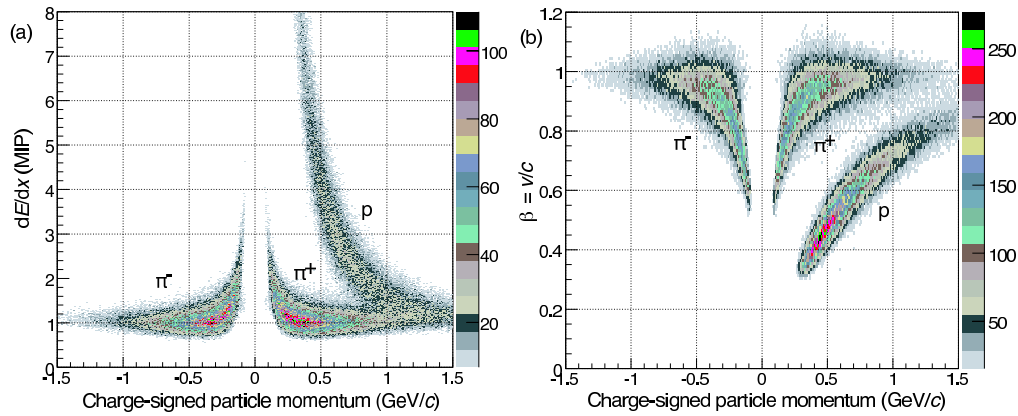 (a)
dE/dx (MIP)
8
7
6
5
4
3
2
1
0
π⁻
π⁺
p
-1.5 -1 -0.5 0 0.5 1 1.5
Charge-signed particle momentum (GeV/c)
100
80
60
40
20
(b)
β = v/c
1.2
1
0.8
0.6
0.4
0.2
0
π⁻
π⁺
p
-1.5 -1 -0.5 0 0.5 1 1.5
Charge-signed particle momentum (GeV/c)
250
200
150
100
50